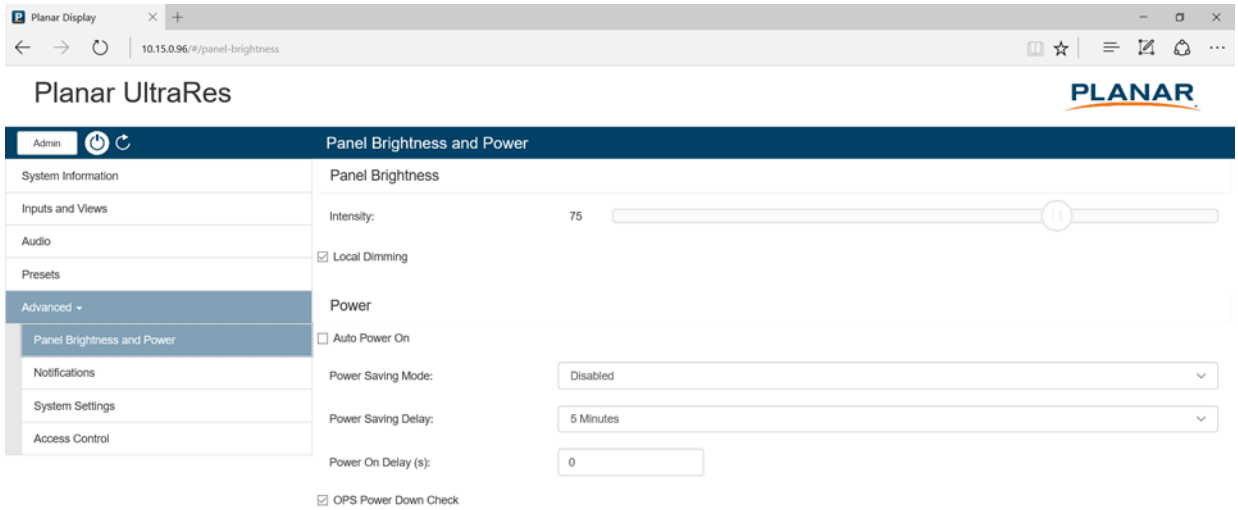 Planar Display
10.15.0.96/#/panel-brightness
Planar UltraRes
PLANAR
Admin
Panel Brightness and Power
System Information
Inputs and Views
Audio
Presets
Advanced
Panel Brightness and Power
Notifications
System Settings
Access Control
Panel Brightness
Intensity: 75
Local Dimming
Power
Auto Power On
Power Saving Mode: Disabled
Power Saving Delay: 5 Minutes
Power On Delay (s): 0
OPS Power Down Check